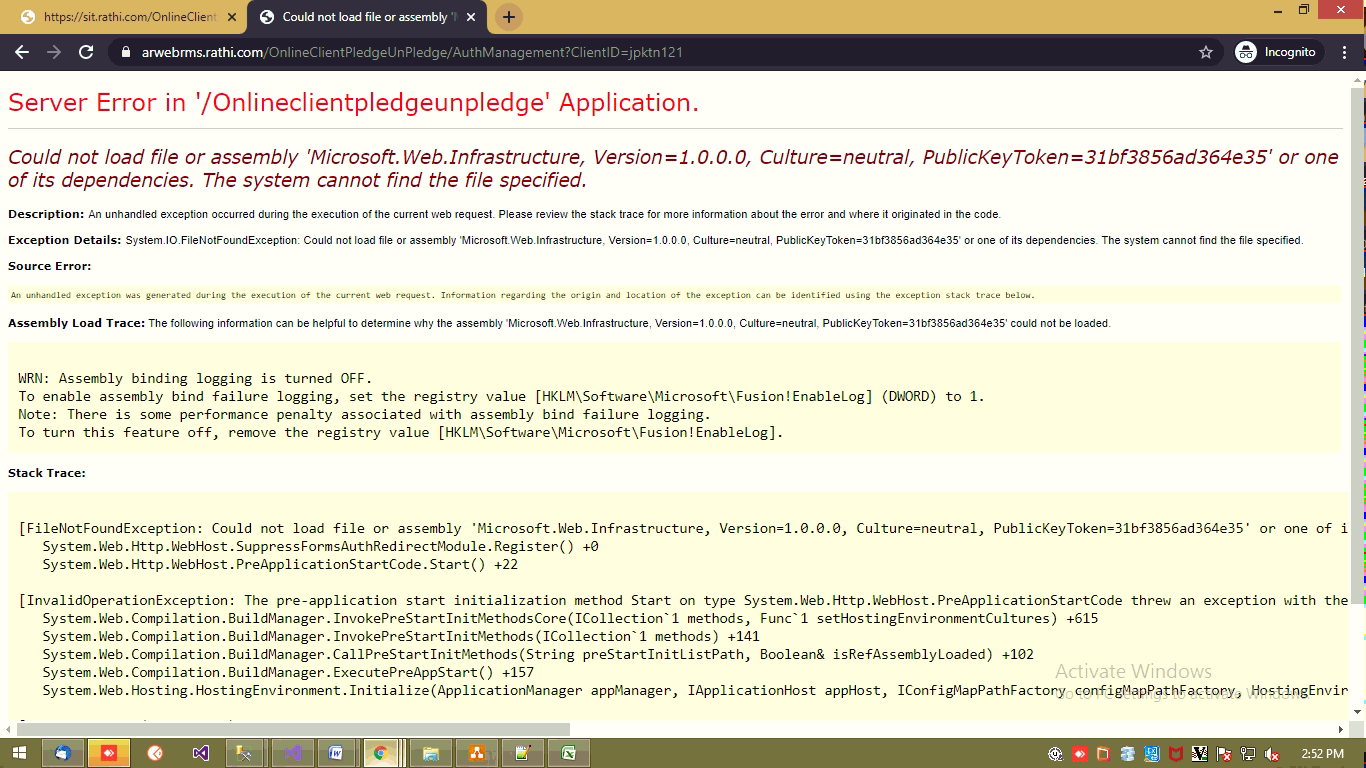 https://sit.rathi.com/OnlineClient
Could not load file or assembly 'M
arwebrms.rathi.com/OnlineClientPledgeUnPledge/AuthManagement?ClientID=jpktn121
Incognito
Server Error in '/Onlineclientpledgeunpledge' Application.
Could not load file or assembly 'Microsoft.Web.Infrastructure, Version=1.0.0.0, Culture=neutral, PublicKeyToken=31bf3856ad364e35' or one
of its dependencies. The system cannot find the file specified.
Description: An unhandled exception occurred during the execution of the current web request. Please review the stack trace for more information about the error and where it originated in the code.
Exception Details: System.IO.FileNotFoundException: Could not load file or assembly 'Microsoft.Web.Infrastructure, Version=1.0.0.0, Culture=neutral, PublicKeyToken=31bf3856ad364e35' or one of its dependencies. The system cannot find the file specified.
Source Error:
An unhandled exception was generated during the execution of the current web request. Information regarding the origin and location of the exception can be identified using the exception stack trace below.
Assembly Load Trace: The following information can be helpful to determine why the assembly 'Microsoft.Web.Infrastructure, Version=1.0.0.0, Culture=neutral, PublicKeyToken=31bf3856ad364e35' could not be loaded.
WRN: Assembly binding logging is turned OFF.
To enable assembly bind failure logging, set the registry value [HKLM\Software\Microsoft\Fusion!EnableLog] (DWORD) to 1.
Note: There is some performance penalty associated with assembly bind failure logging.
To turn this feature off, remove the registry value [HKLM\Software\Microsoft\Fusion!EnableLog].
Stack Trace:
[FileNotFoundException: Could not load file or assembly 'Microsoft.Web.Infrastructure, Version=1.0.0.0, Culture=neutral, PublicKeyToken=31bf3856ad364e35' or one of i
System.Web.Http.WebHost.SuppressFormsAuthRedirectModule.Register() +0
System.Web.Http.WebHost.PreApplicationStartCode.Start() +22
[InvalidOperationException: The pre-application start initialization method Start on type System.Web.Http.WebHost.PreApplicationStartCode threw an exception with the
System.Web.Compilation.BuildManager.InvokePreStartInitMethodsCore(ICollection`1 methods, Func`1 setHostingEnvironmentCultures) +615
System.Web.Compilation.BuildManager.InvokePreStartInitMethods(ICollection`1 methods) +141
System.Web.Compilation.BuildManager.CallPreStartInitMethods(String preStartInitListPath, Boolean& isRefAssemblyLoaded) +102
System.Web.Compilation.BuildManager.ExecutePreAppStart() +157
System.Web.Hosting.HostingEnvironment.Initialize(ApplicationManager appManager, IApplicationHost appHost, IConfigMapPathFactory configMapPathFactory, HostingEnvir
Activate Windows
Go to PC settings to activate Windows.
2:52 PM